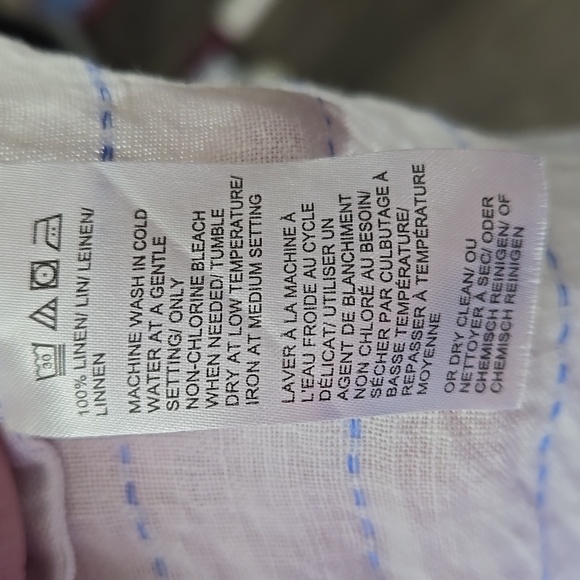 30
100% LINEN/ LIN/ LEINEN/
LINNEN
MACHINE WASH IN COLD
WATER AT A GENTLE
SETTING/ ONLY
NON-CHLORINE BLEACH
WHEN NEEDED/ TUMBLE
DRY AT LOW TEMPERATURE/
IRON AT MEDIUM SETTING
LAVER À LA MACHINE À
L'EAU FROIDE AU CYCLE
DÉLICAT/ UTILISER UN
AGENT DE BLANCHIMENT
NON CHLORÉ AU BESOIN/
SÉCHER PAR CULBUTAGE À
BASSE TEMPÉRATURE/
REPASSER À TEMPÉRATURE
MOYENNE
OR DRY CLEAN/ OU
NETTOYER À SEC/ ODER
CHEMISCH REINIGEN/ OF
CHEMISCH REINIGEN